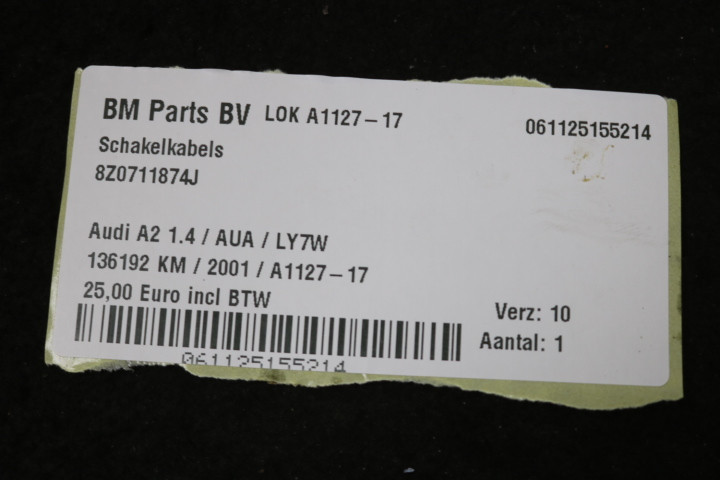 BM Parts BV LOK A1127-17 061125155214
Schakelkabels
8Z0711874J
Audi A2 1.4 / AUA / LY7W
136192 KM / 2001 / A1127-17
25,00 Euro incl BTW
Verz: 10
Aantal: 1
061125155214